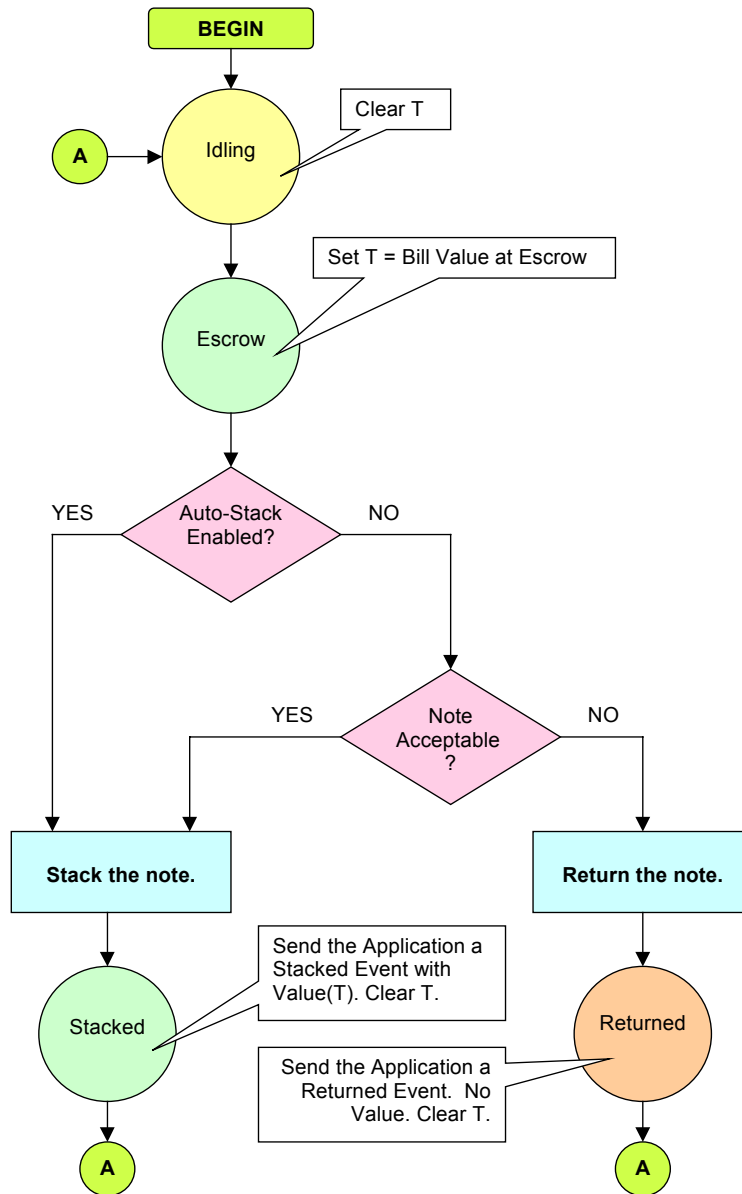 BEGIN
Clear T
Idling
A
Set T = Bill Value at Escrow
Escrow
YES
Auto-Stack
Enabled?
NO
YES
Note
Acceptable
?
NO
Stack the note.
Return the note.
Send the Application a
Stacked Event with
Value(T). Clear T.
Stacked
Returned
Send the Application a
Returned Event.  No
Value. Clear T.
A
A